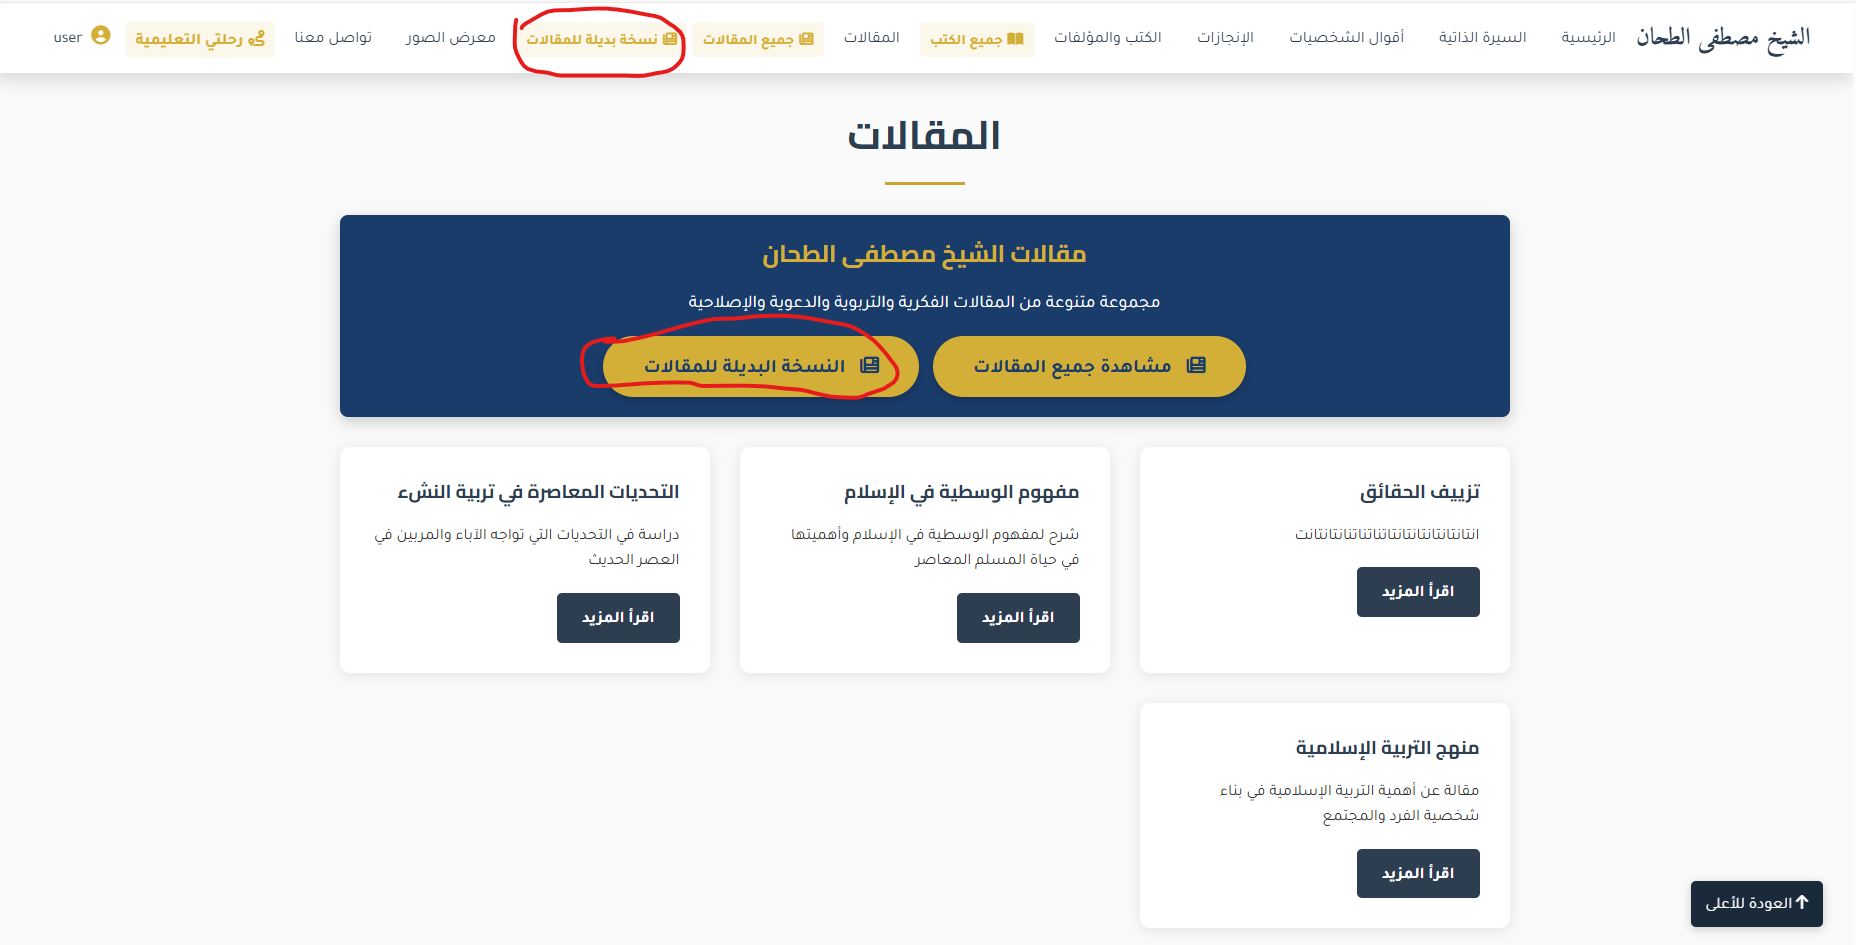 الشيخ مصطفى الطحان
الرئيسية
السيرة الذاتية
أقوال الشخصيات
الإنجازات
الكتب والمؤلفات
جميع الكتب
المقالات
جميع المقالات
نسخة بديلة للمقالات
معرض الصور
تواصل معنا
رحلتي التعليمية
user
المقالات
مقالات الشيخ مصطفى الطحان
مجموعة متنوعة من المقالات الفكرية والتربوية والدعوية والإصلاحية
مشاهدة جميع المقالات
النسخة البديلة للمقالات
تزييف الحقائق
اقرأ المزيد
مفهوم الوسطية في الإسلام
شرح لمفهوم الوسطية في الإسلام وأهميتها
في حياة المسلم المعاصر
اقرأ المزيد
التحديات المعاصرة في تربية النشء
دراسة في التحديات التي تواجه الآباء والمربين في
العصر الحديث
اقرأ المزيد
منهج التربية الإسلامية
مقالة عن أهمية التربية الإسلامية في بناء
شخصية الفرد والمجتمع
اقرأ المزيد
العودة للأعلى